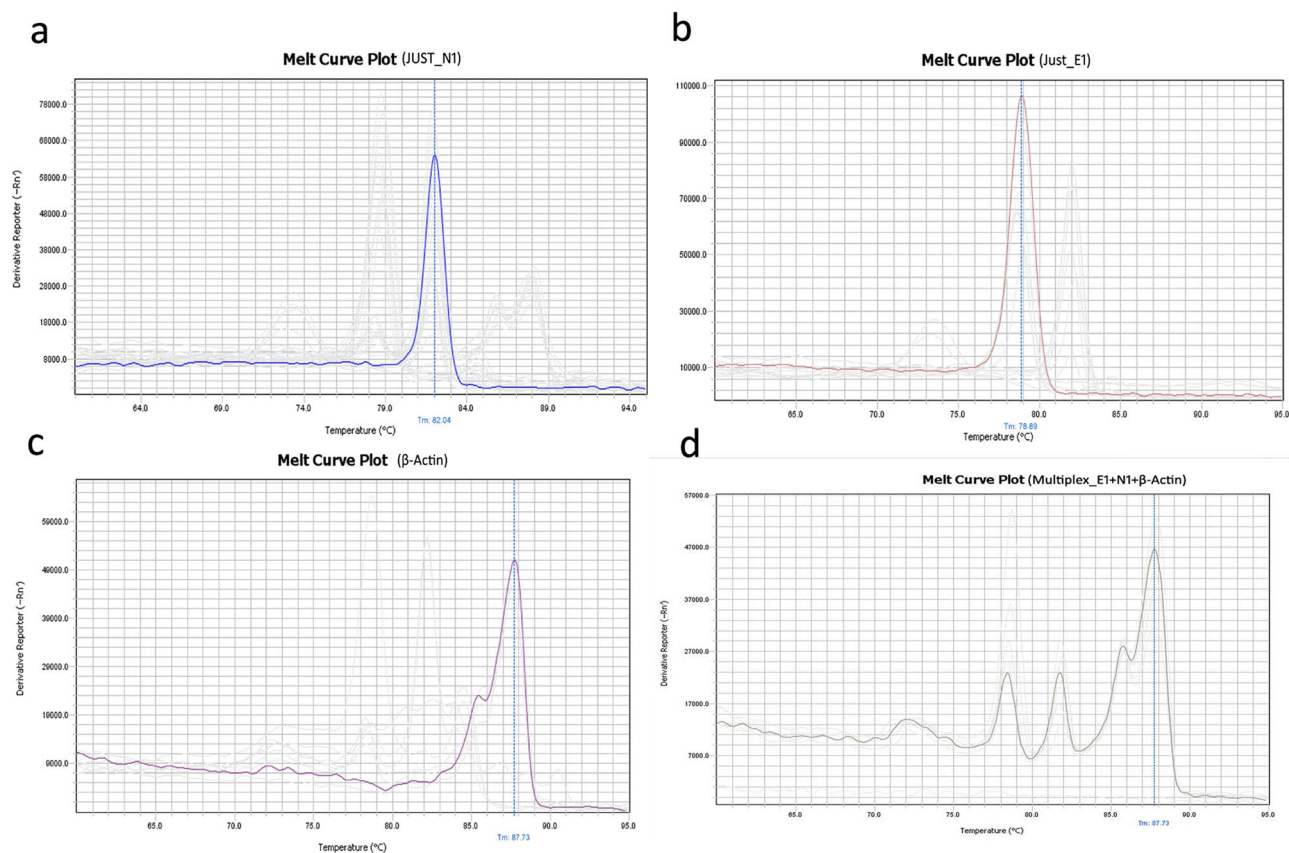 a
Melt Curve Plot (JUST_N1)
Derivative Reporter (−Rn')
78000.0
68000.0
58000.0
48000.0
38000.0
28000.0
18000.0
8000.0
64.0 69.0 74.0 79.0 84.0 89.0 94.0
Tm: 82.04
Temperature (°C)
b
Melt Curve Plot (Just_E1)
110000.0
90000.0
70000.0
50000.0
30000.0
10000.0
65.0 70.0 75.0 80.0 85.0 90.0 95.0
Tm: 78.89
Temperature (°C)
c
Melt Curve Plot (β-Actin)
Derivative Reporter (−Rn')
59000.0
49000.0
39000.0
29000.0
19000.0
9000.0
65.0 70.0 75.0 80.0 85.0 90.0 95.0
Tm: 87.73
Temperature (°C)
d
Melt Curve Plot (Multiplex_E1+N1+β-Actin)
Derivative Reporter (−Rn')
57000.0
47000.0
37000.0
27000.0
17000.0
7000.0
65.0 70.0 75.0 80.0 85.0 90.0 95.0
Tm: 87.73
Temperature (°C)